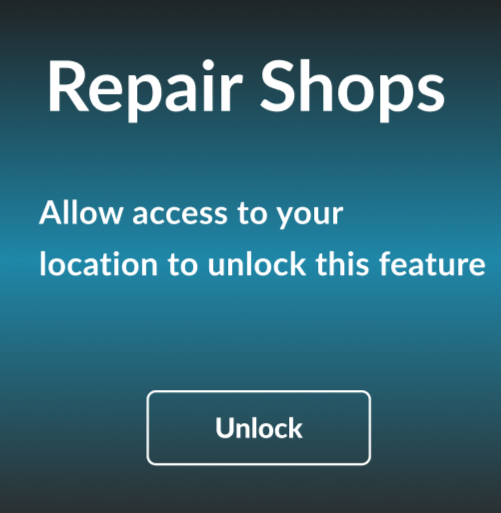 Repair Shops
Allow access to your
location to unlock this feature
Unlock